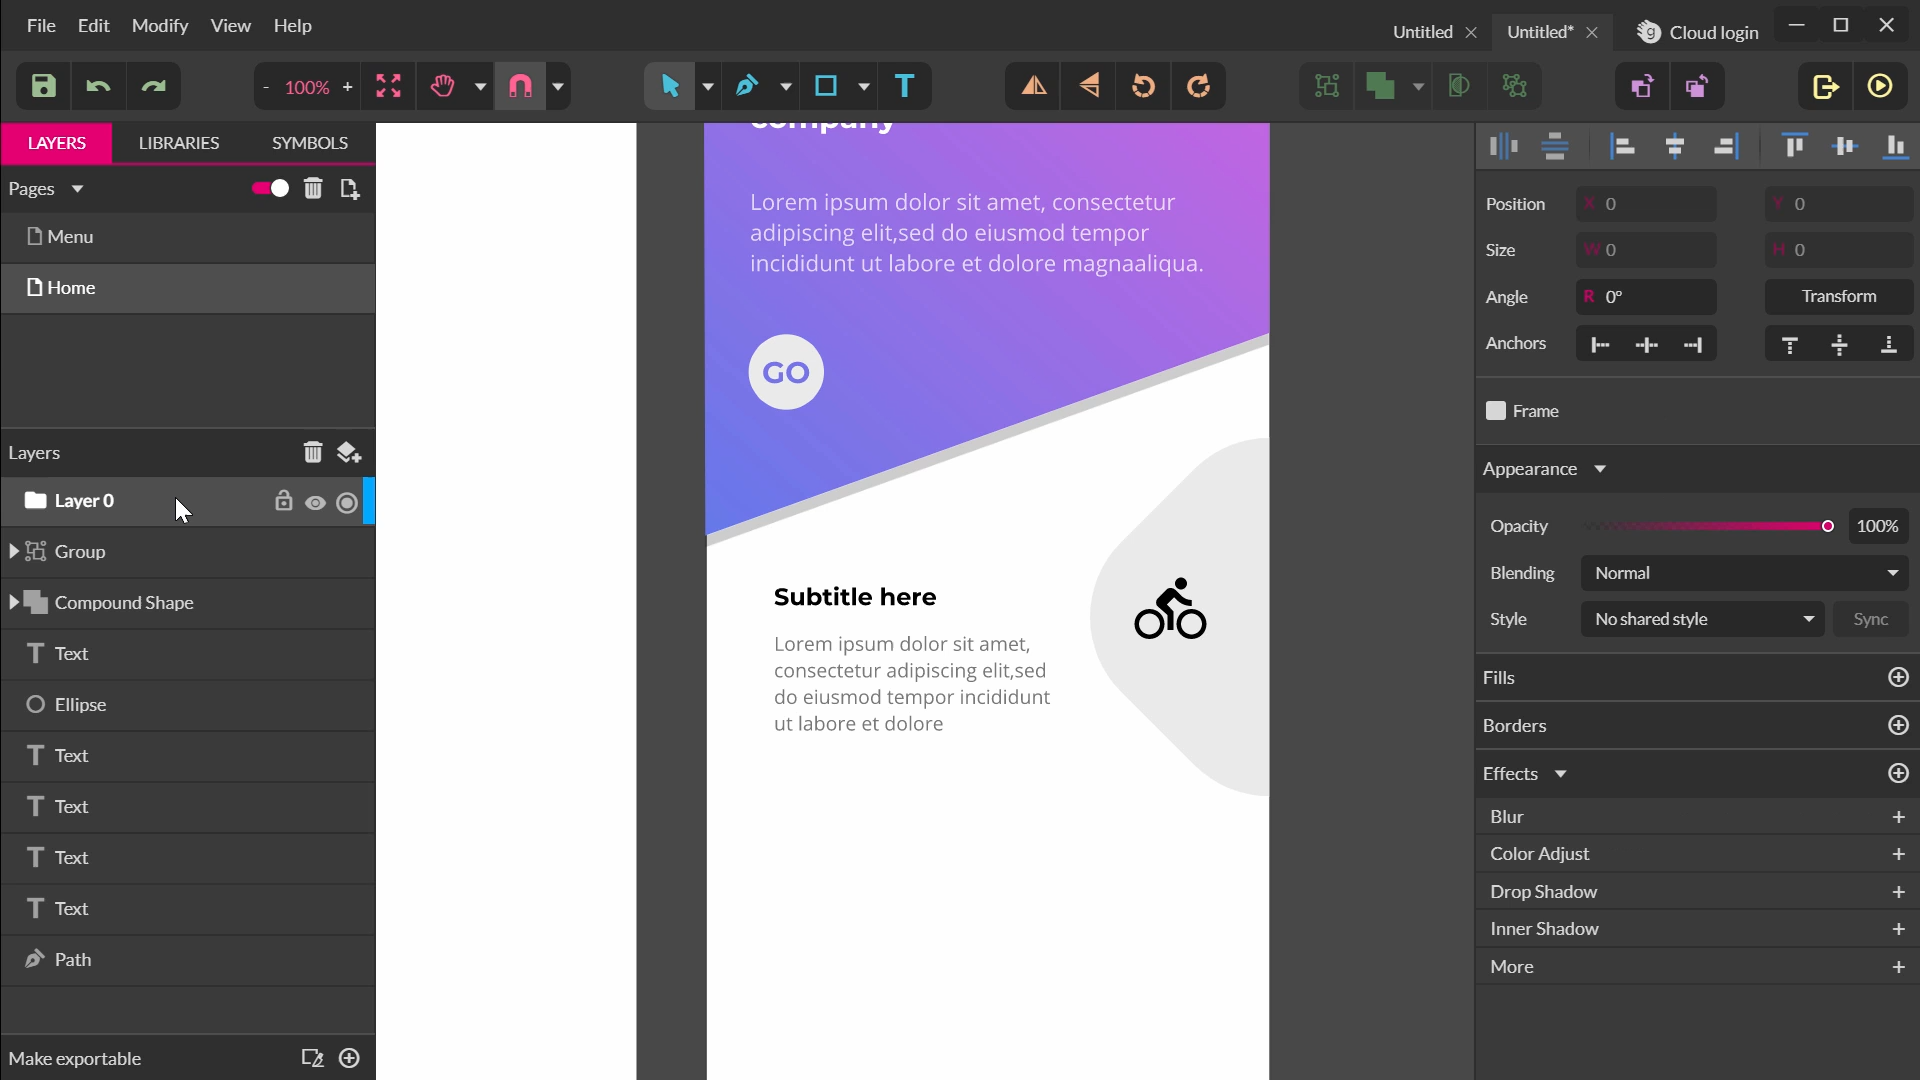 File Edit Modify View Help
Untitled
Untitled*
Cloud login
- 100% +
T
LAYERS LIBRARIES SYMBOLS
Pages
Menu
Home
Layers
Layer 0
Group
Compound Shape
Text
Ellipse
Text
Text
Text
Text
Path
Make exportable
company
Lorem ipsum dolor sit amet, consectetur
adipiscing elit,sed do eiusmod tempor
incididunt ut labore et dolore magnaaliqua.
GO
Subtitle here
Lorem ipsum dolor sit amet,
consectetur adipiscing elit,sed
do eiusmod tempor incididunt
ut labore et dolore
Position X 0 Y 0
Size W 0 H 0
Angle R 0° Transform
Anchors
Frame
Appearance
Opacity 100%
Blending Normal
Style No shared style Sync
Fills
Borders
Effects
Blur +
Color Adjust +
Drop Shadow +
Inner Shadow +
More +